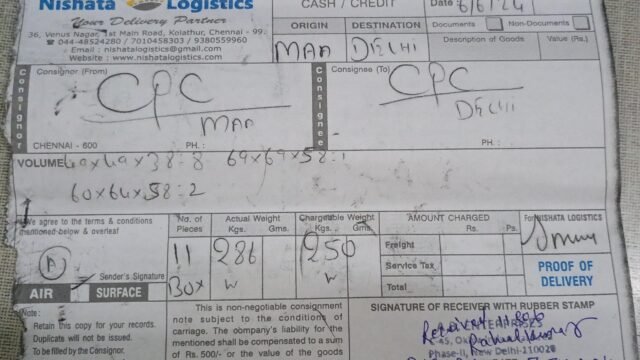 Nishata Logistics
Your Delivery Partner
36, Venus Nagar, 1st Main Road, Kolathur, Chennai - 99.
☎ 044-48524280 / 7010458303 / 9380559960
Email : nishatalogistics@gmail.com
Website : www.nishatalogistics.com
CASH / CREDIT
Date 6/6/24
ORIGIN
DESTINATION
Documents
Non-Documents
MAA
DELHI
Description of Goods
Value (Rs.)
Consignor
Consignor (From)
CPC
MAA
CHENNAI - 600
PH. :
Consignee
Consignee (To)
CPC
DELHI
PH. :
VOLUME 69x69x38:8 69x69x58:1
60x64x58:2
We agree to the terms & conditions
mentioned below & overleaf
A
Sender's Signature
AIR
SURFACE
No. of Pieces
Actual Weight
Kgs. Gms.
Chargeable Weight
Kgs. Gms.
11
BOX
286
W
250
W
AMOUNT CHARGED
Rs. Ps.
Freight
Service Tax
Total
For NISHATA LOGISTICS
PROOF OF
DELIVERY
Note :
Retain this copy for your records.
Duplicate will not be issued.
To be filled by the Consignor.
This is non-negotiable consignment
note subject to the conditions of
carriage. The company's liability for
the mentioned shall be compensated to a sum
of Rs. 500/- or the value of the goods
SIGNATURE OF RECEIVER WITH RUBBER STAMP
Received
Phase-II, New Delhi-110020